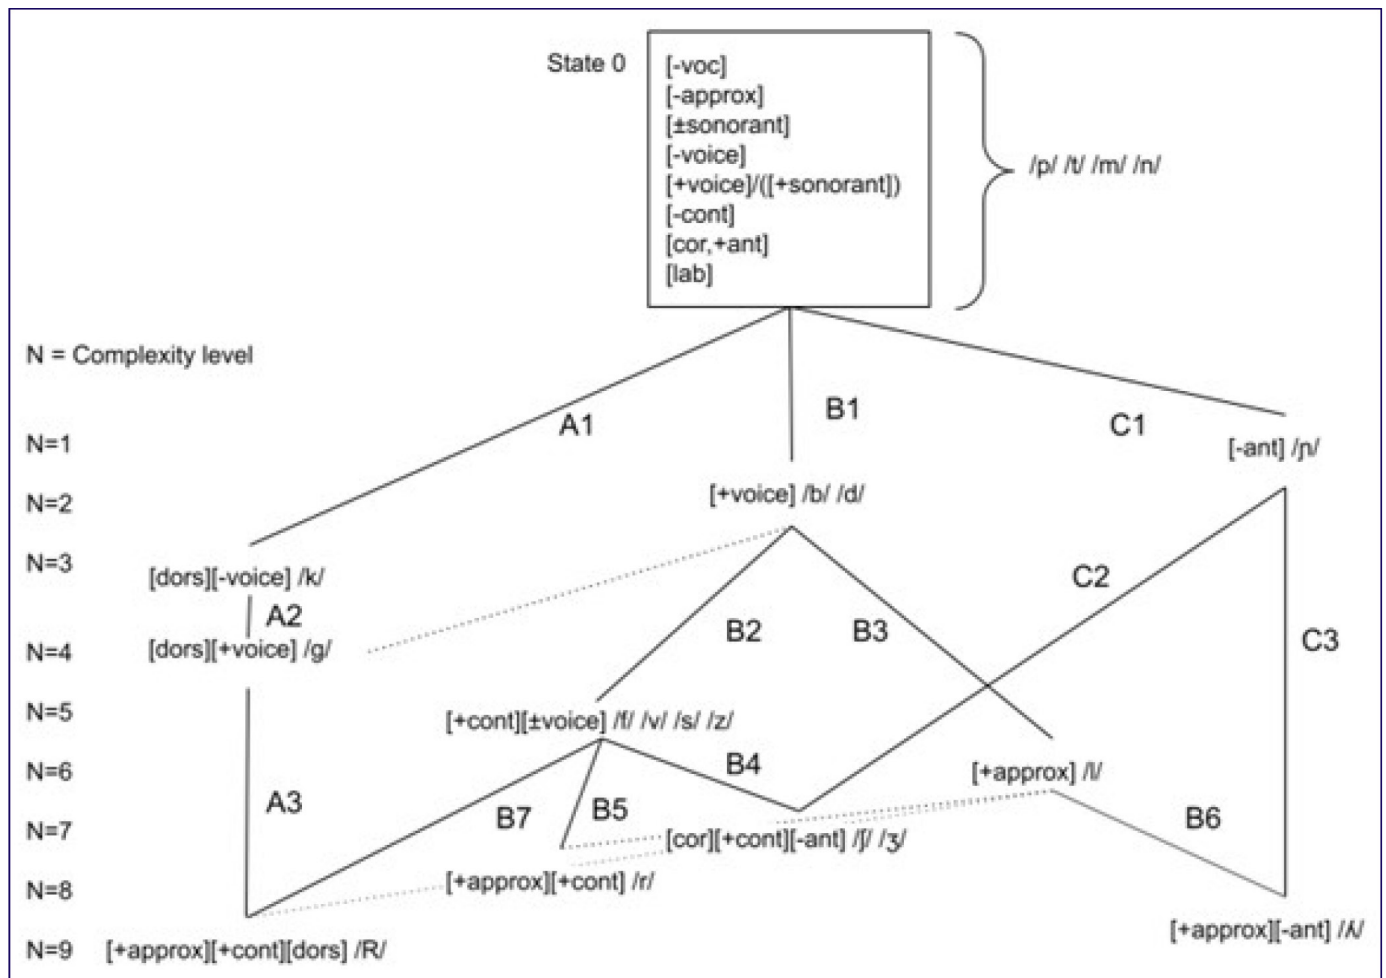 State 0
[-voc]
[-approx]
[±sonorant]
[-voice]
[+voice]/([+sonorant])
[-cont]
[cor,+ant]
[lab]
/p/ /t/ /m/ /n/
N = Complexity level
A1
B1
C1
N=1
[-ant] /ɲ/
N=2
[+voice] /b/ /d/
N=3
[dors][-voice] /k/
C2
A2
B2
B3
C3
N=4
[dors][+voice] /g/
N=5
[+cont][±voice] /f/ /v/ /s/ /z/
N=6
B4
[+approx] /l/
A3
B7
B5
B6
N=7
[cor][+cont][-ant] /ʃ/ /ʒ/
N=8
[+approx][+cont] /r/
[+approx][-ant] /ʎ/
N=9
[+approx][+cont][dors] /R/